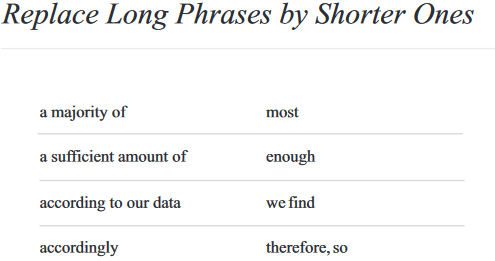 Replace Long Phrases by Shorter Ones
a majority of most
a sufficient amount of enough
according to our data we find
accordingly therefore, so